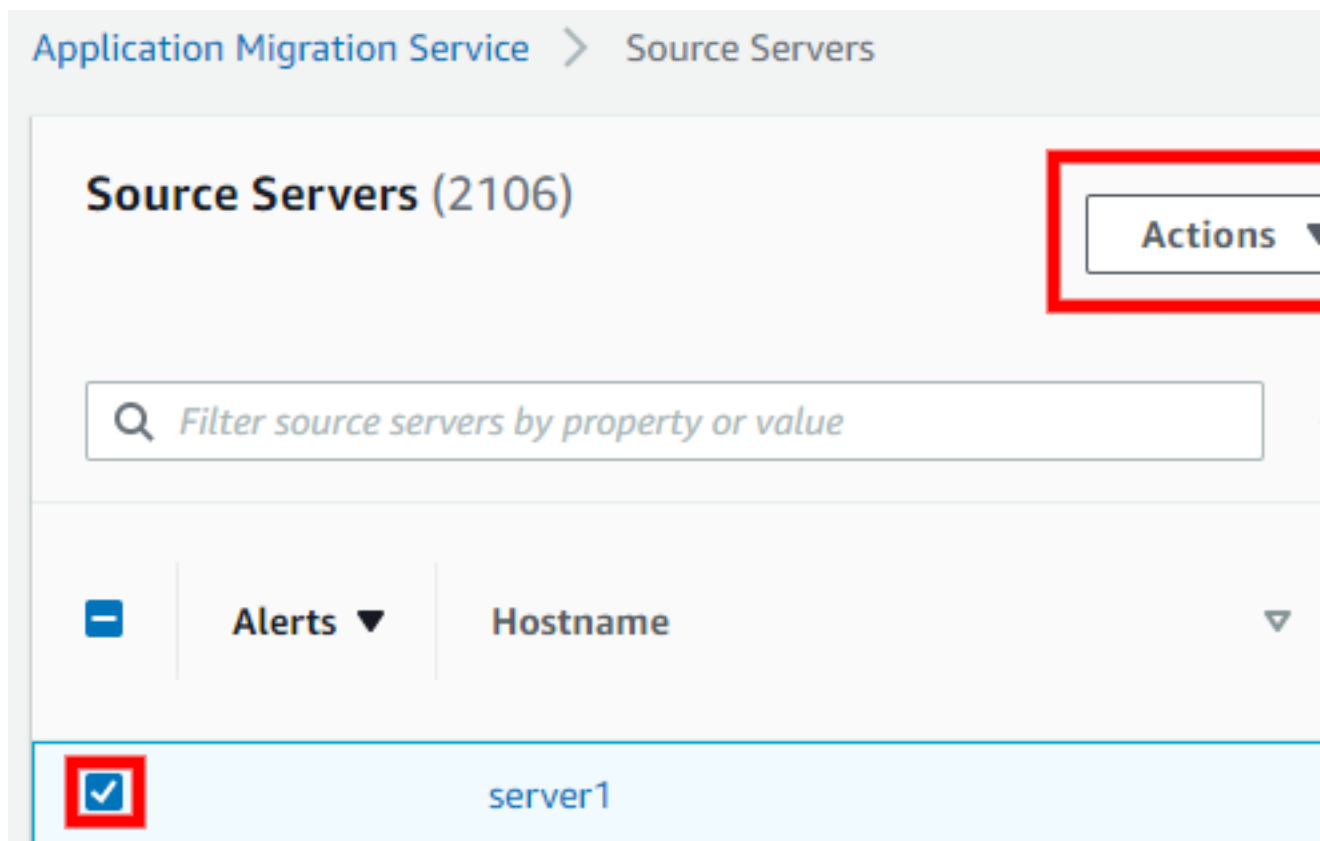 Application Migration Service > Source Servers
Source Servers (2106)
Actions
Filter source servers by property or value
Alerts Hostname
server1